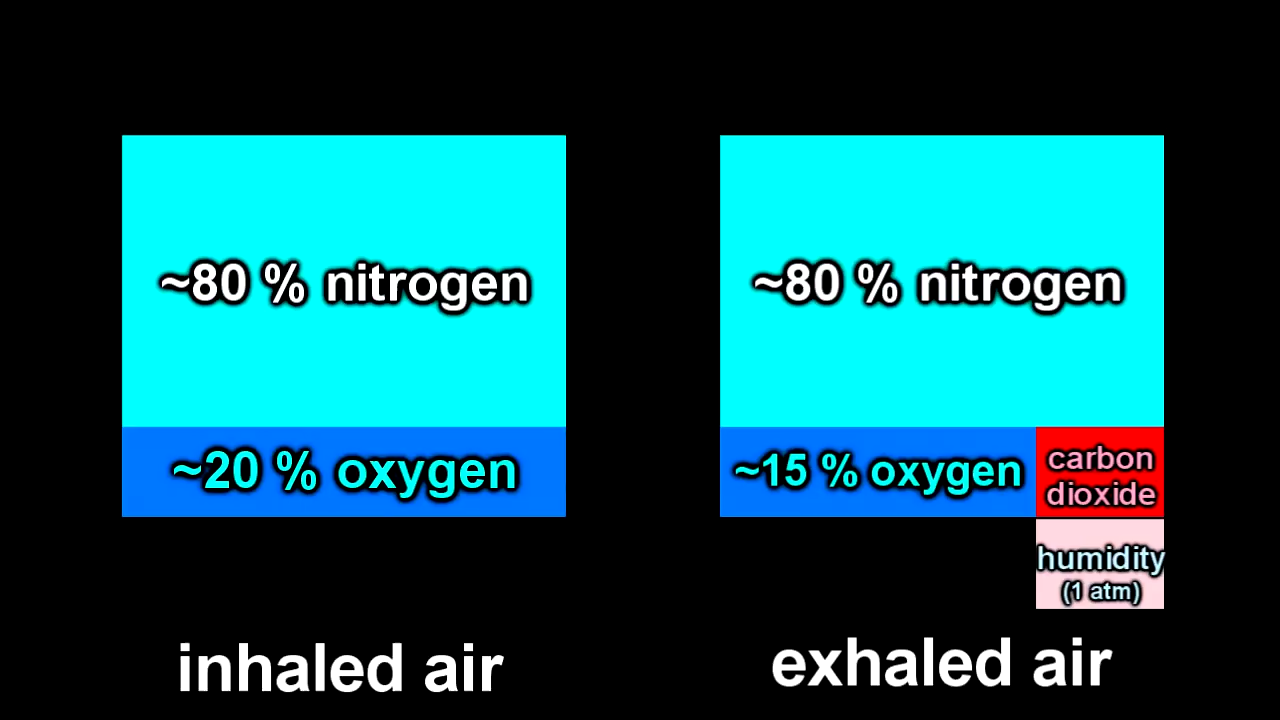 ~80 % nitrogen
~20 % oxygen
inhaled air
~80 % nitrogen
~15 % oxygen
carbon
dioxide
humidity
(1 atm)
exhaled air